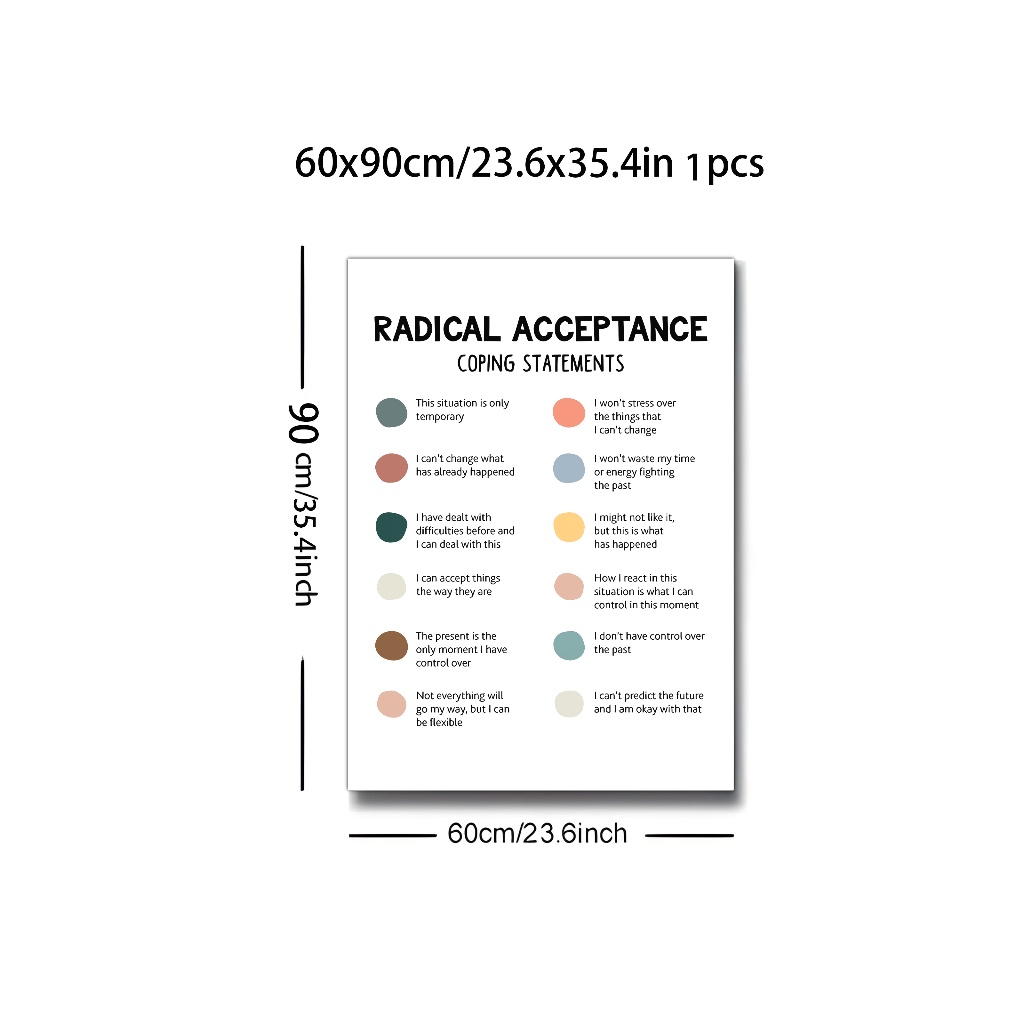 60x90cm/23.6x35.4in 1pcs
90 cm/35.4inch
RADICAL ACCEPTANCE
COPING STATEMENTS
This situation is only
temporary
I can't change what
has already happened
I have dealt with
difficulties before and
I can deal with this
I can accept things
the way they are
The present is the
only moment I have
control over
Not everything will
go my way, but I can
be flexible
I won't stress over
the things that
I can't change
I won't waste my time
or energy fighting
the past
I might not like it,
but this is what
has happened
How I react in this
situation is what I can
control in this moment
I don't have control over
the past
I can't predict the future
and I am okay with that
60cm/23.6inch